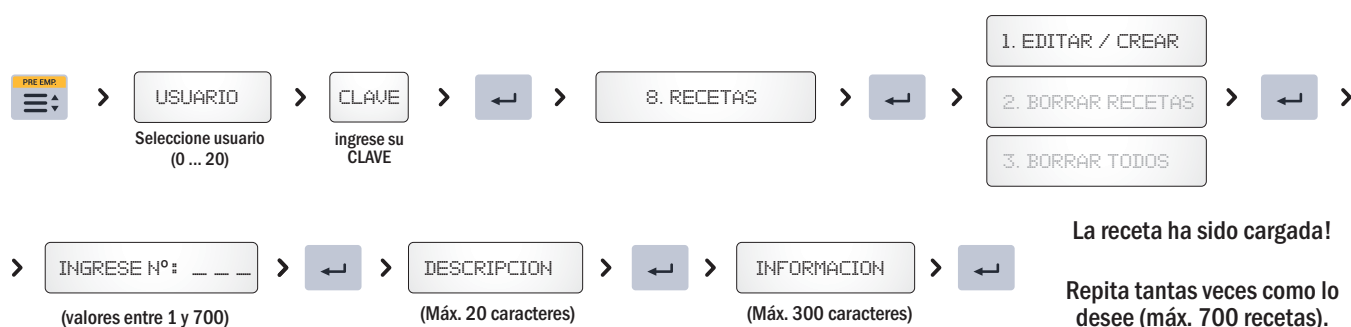 PRE EMP.
USUARIO
Seleccione usuario
(0 ... 20)
CLAVE
ingrese su
CLAVE
8. RECETAS
1. EDITAR / CREAR
2. BORRAR RECETAS
3. BORRAR TODOS
INGRESE Nº: _ _ _
(valores entre 1 y 700)
DESCRIPCION
(Máx. 20 caracteres)
INFORMACION
(Máx. 300 caracteres)
La receta ha sido cargada!
Repita tantas veces como lo
desee (máx. 700 recetas).